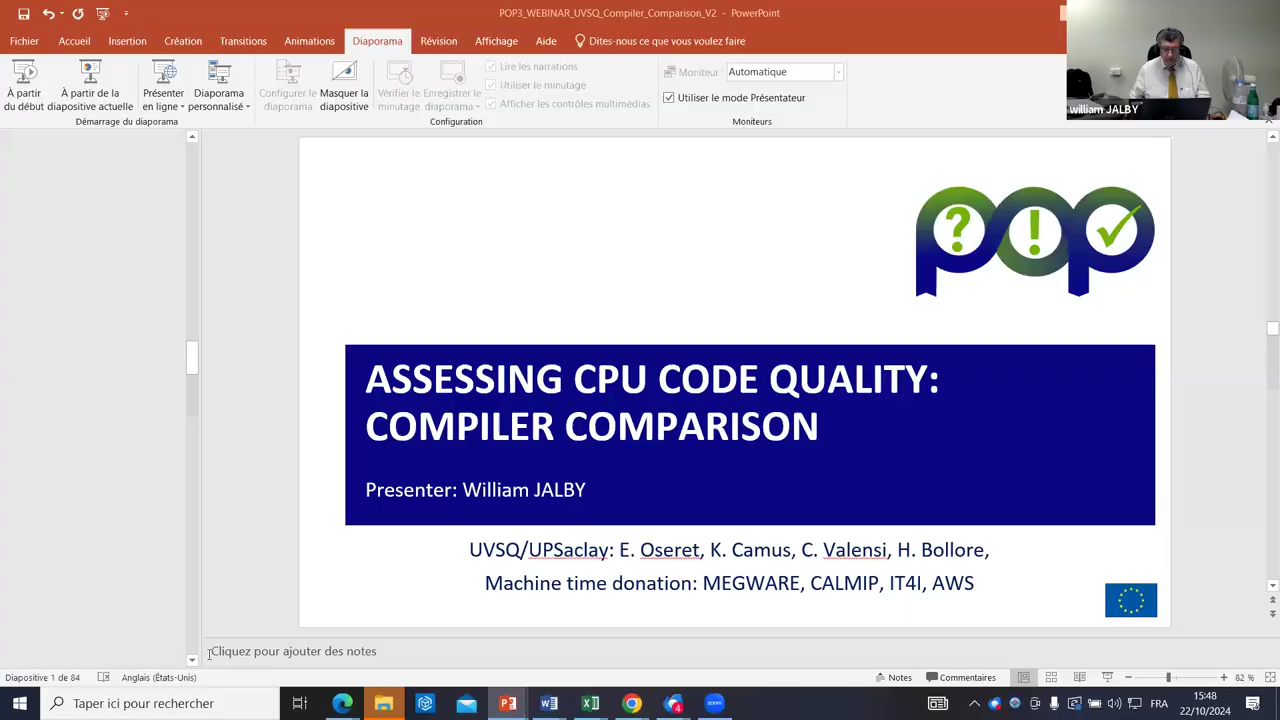 POP3_WEBINAR_UVSQ_Compiler_Comparison_V2 - PowerPoint
Fichier Accueil Insertion Création Transitions Animations Diaporama Révision Affichage Aide Dites-nous ce que vous voulez faire
À partir du début
À partir de la diapositive actuelle
Présenter en ligne
Diaporama personnalisé
Configurer le diaporama
Masquer la diapositive
Vérifier le minutage
Enregistrer le diaporama
Lire les narrations
Utiliser le minutage
Afficher les contrôles multimédias
Moniteur : Automatique
Utiliser le mode Présentateur
Démarrage du diaporama
Configuration
Moniteurs
william JALBY
pop
? ! ✓
ASSESSING CPU CODE QUALITY:
COMPILER COMPARISON
Presenter: William JALBY
UVSQ/UPSaclay: E. Oseret, K. Camus, C. Valensi, H. Bollore,
Machine time donation: MEGWARE, CALMIP, IT4I, AWS
Cliquez pour ajouter des notes
Diapositive 1 de 84 Anglais (États-Unis) Notes Commentaires 82 %
Taper ici pour rechercher
zoom
4
FRA
15:48
22/10/2024